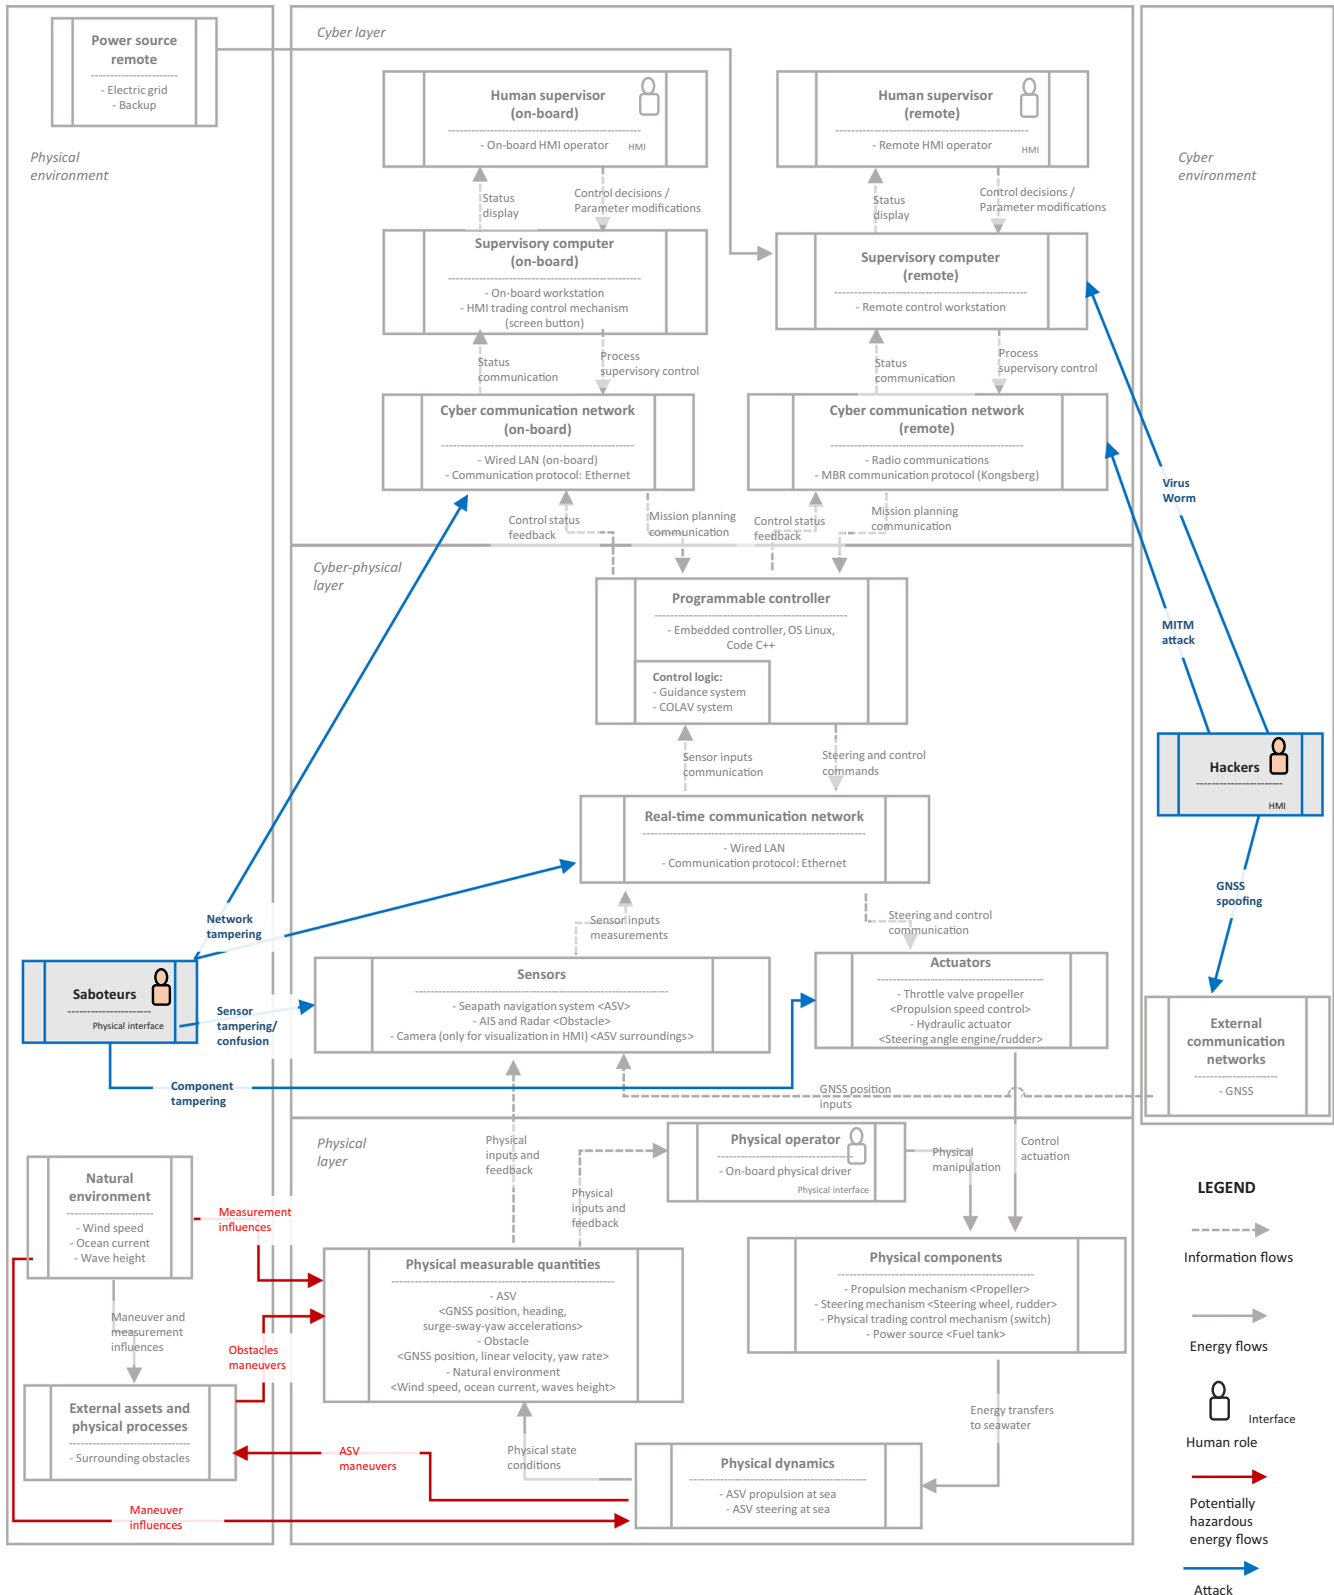 Cyber layer
Power source
remote
- Electric grid
- Backup
Physical
environment
Human supervisor
(on-board)
- On-board HMI operator
HMI
Human supervisor
(remote)
- Remote HMI operator
HMI
Cyber
environment
Status
display
Control decisions /
Parameter modifications
Status
display
Control decisions /
Parameter modifications
Supervisory computer
(on-board)
- On-board workstation
- HMI trading control mechanism
(screen button)
Supervisory computer
(remote)
- Remote control workstation
Status
communication
Process
supervisory control
Status
communication
Process
supervisory control
Cyber communication network
(on-board)
- Wired LAN (on-board)
- Communication protocol: Ethernet
Cyber communication network
(remote)
- Radio communications
- MBR communication protocol (Kongsberg)
Virus
Worm
Control status
feedback
Mission planning
communication
Control status
feedback
Mission planning
communication
Cyber-physical
layer
Programmable controller
- Embedded controller, OS Linux,
Code C++
Control logic:
- Guidance system
- COLAV system
MITM
attack
Sensor inputs
communication
Steering and control
commands
Hackers
HMI
Real-time communication network
- Wired LAN
- Communication protocol: Ethernet
GNSS
spoofing
Network
tampering
Sensor inputs
measurements
Steering and control
communication
Saboteurs
Physical interface
Sensor
tampering/
confusion
Sensors
- Seapath navigation system <ASV>
- AIS and Radar <Obstacle>
- Camera (only for visualization in HMI) <ASV surroundings>
Actuators
- Throttle valve propeller
<Propulsion speed control>
- Hydraulic actuator
<Steering angle engine/rudder>
External
communication
networks
- GNSS
Component
tampering
GNSS position
inputs
Physical
layer
Physical
inputs and
feedback
Physical operator
- On-board physical driver
Physical interface
Physical
manipulation
Control
actuation
Natural
environment
- Wind speed
- Ocean current
- Wave height
Measurement
influences
Physical
inputs and
feedback
LEGEND
Information flows
Physical measurable quantities
- ASV
<GNSS position, heading,
surge-sway-yaw accelerations>
- Obstacle
<GNSS position, linear velocity, yaw rate>
- Natural environment
<Wind speed, ocean current, waves height>
Physical components
- Propulsion mechanism <Propeller>
- Steering mechanism <Steering wheel, rudder>
- Physical trading control mechanism (switch)
- Power source <Fuel tank>
Maneuver and
measurement
influences
Obstacles
maneuvers
Energy flows
External assets and
physical processes
- Surrounding obstacles
ASV
maneuvers
Physical state
conditions
Energy transfers
to seawater
Interface
Human role
Physical dynamics
- ASV propulsion at sea
- ASV steering at sea
Maneuver
influences
Potentially
hazardous
energy flows
Attack